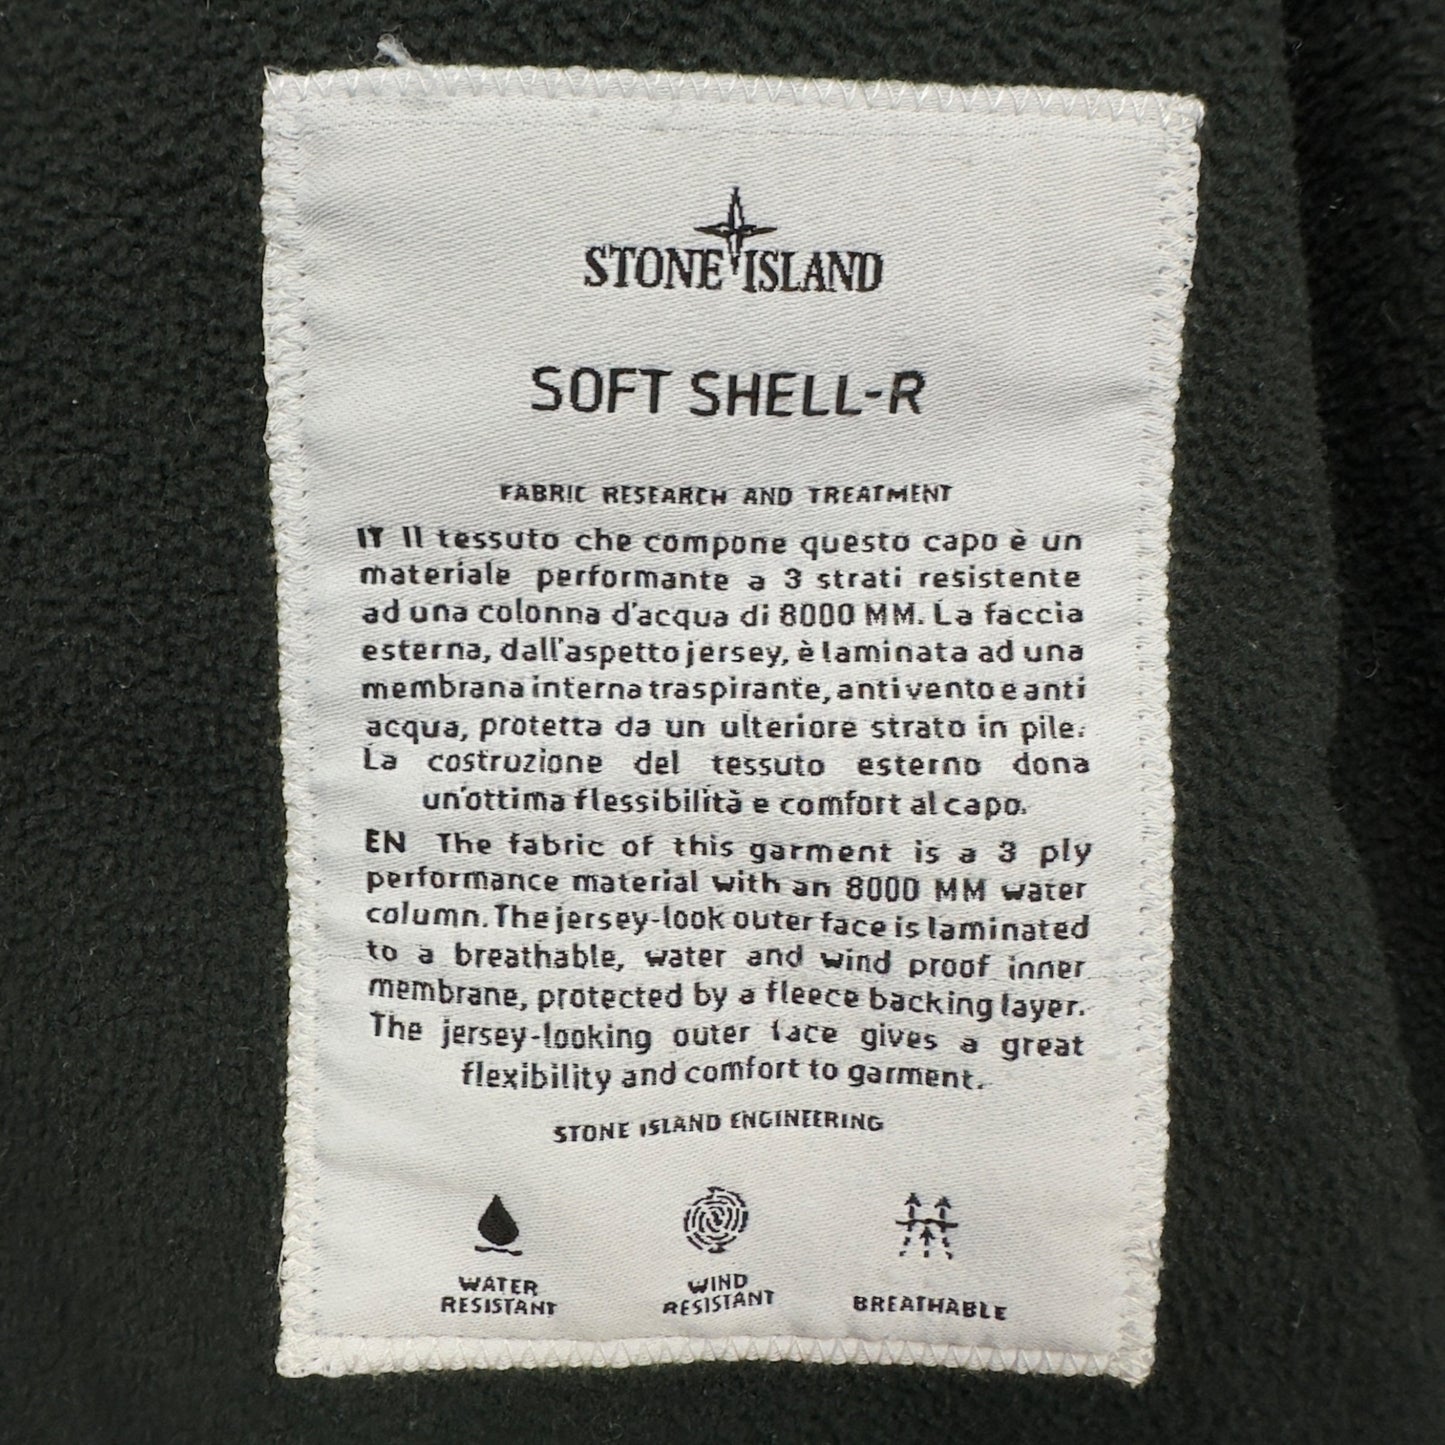 STONE ISLAND
SOFT SHELL-R
FABRIC RESEARCH AND TREATMENT
IT Il tessuto che compone questo capo è un
materiale performante a 3 strati resistente
ad una colonna d'acqua di 8000 MM. La faccia
esterna, dall'aspetto jersey, è laminata ad una
membrana interna traspirante, antivento e anti
acqua, protetta da un ulteriore strato in pile.
La costruzione del tessuto esterno dona
un'ottima flessibilità e comfort al capo.
EN The fabric of this garment is a 3 ply
performance material with an 8000 MM water
column. The jersey-look outer face is laminated
to a breathable, water and wind proof inner
membrane, protected by a fleece backing layer.
The jersey-looking outer face gives a great
flexibility and comfort to garment.
STONE ISLAND ENGINEERING
WATER
RESISTANT
WIND
RESISTANT
BREATHABLE